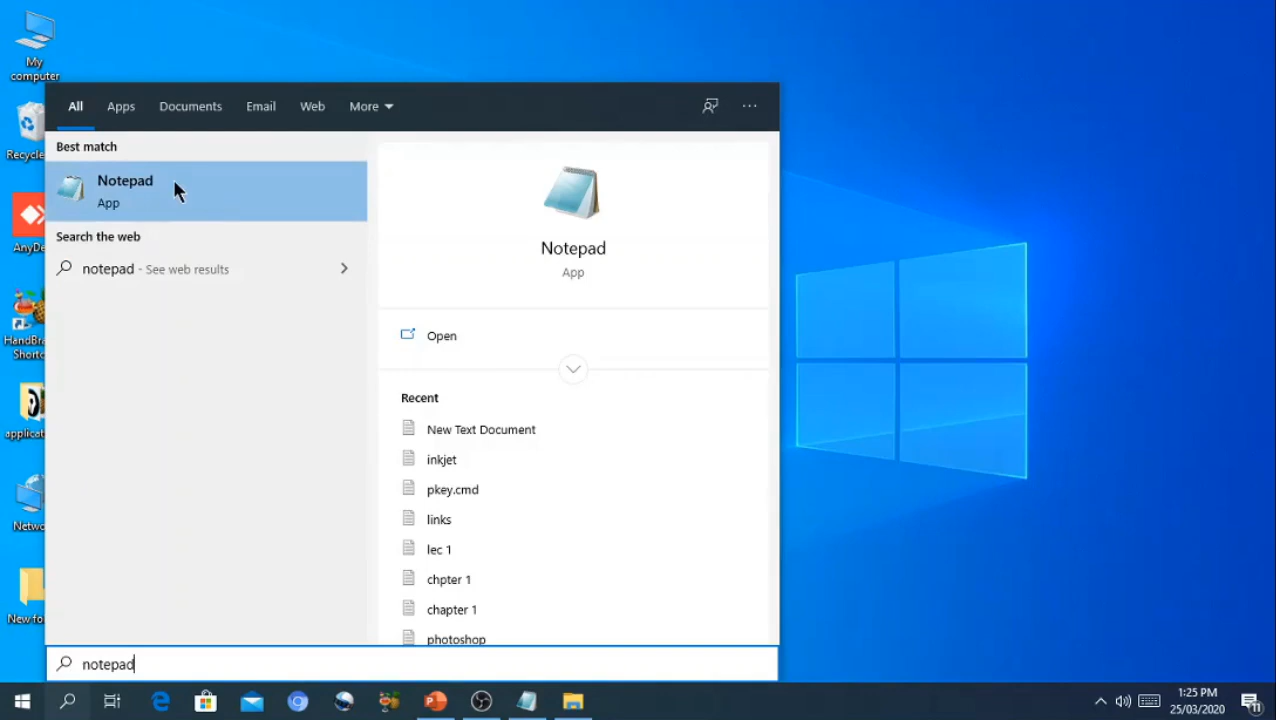 My
computer
All Apps Documents Email Web More
Best match
Notepad
App
Search the web
notepad - See web results
Notepad
App
Open
Recent
New Text Document
inkjet
pkey.cmd
links
lec 1
chpter 1
chapter 1
photoshop
Recycle
AnyDe
HandBra
Shortc
applicat
Netwo
New fo
notepad
1:25 PM
25/03/2020
11